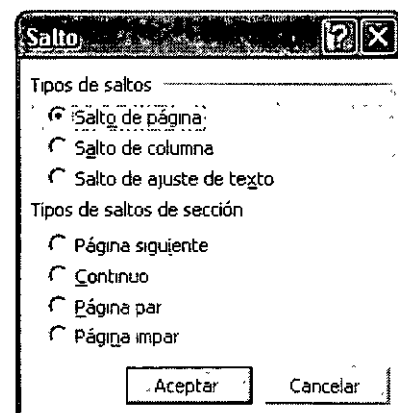 Salto
Tipos de saltos
Salto de página
Salto de columna
Salto de ajuste de texto
Tipos de saltos de sección
Página siguiente
Continuo
Página par
Página impar
Aceptar Cancelar